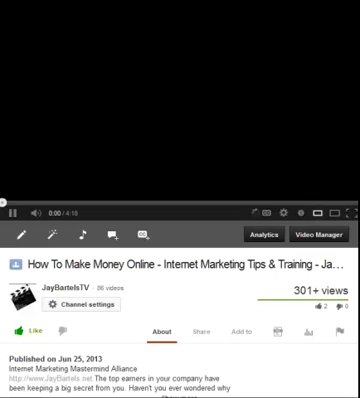 0:00 / 4:18
Analytics
Video Manager
How To Make Money Online - Internet Marketing Tips & Training - Ja...
JayBartelsTV
86 videos
301+ views
Channel settings
2
0
Like
About
Share
Add to
Published on Jun 25, 2013
Internet Marketing Mastermind Alliance
http://www.JayBartels.net The top earners in your company have
been keeping a big secret from you. Haven't you ever wondered why